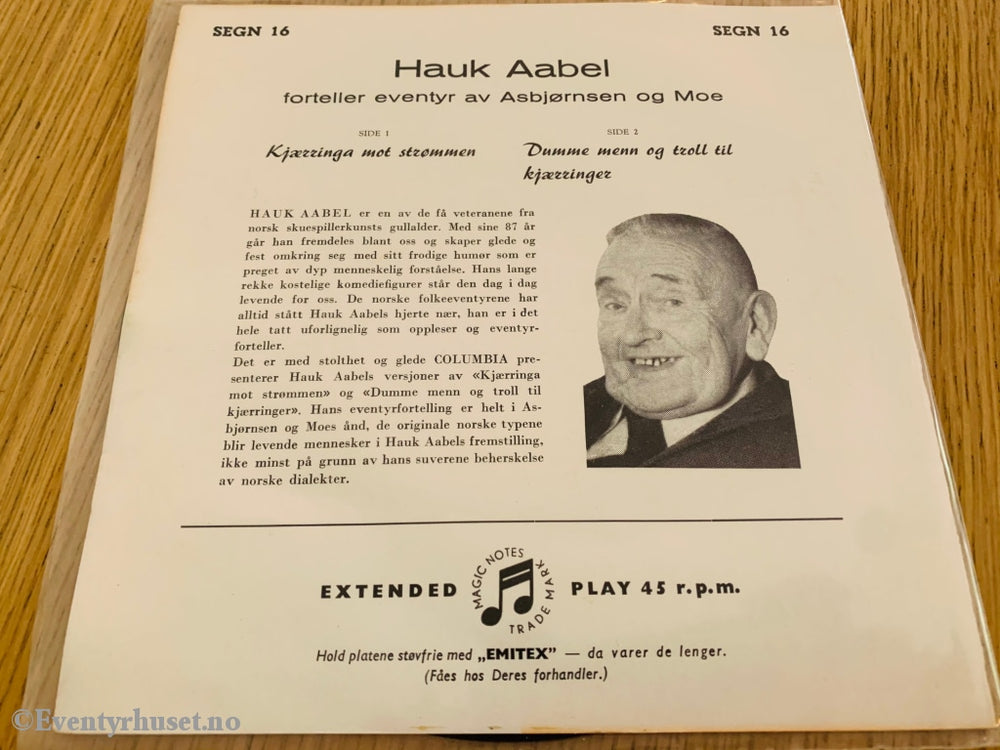 SEGN 16 SEGN 16
Hauk Aabel
forteller eventyr av Asbjørnsen og Moe
SIDE 1
Kjærringa mot strømmen
SIDE 2
Dumme menn og troll til
kjærringer
HAUK AABEL er en av de få veteranene fra
norsk skuespillerkunsts gullalder. Med sine 87 år
går han fremdeles blant oss og skaper glede og
fest omkring seg med sitt frodige humør som er
preget av dyp menneskelig forståelse. Hans lange
rekke kostelige komediefigurer står den dag i dag
levende for oss. De norske folkeeventyrene har
alltid stått Hauk Aabels hjerte nær, han er i det
hele tatt uforlignelig som oppleser og eventyr-
forteller.
Det er med stolthet og glede COLUMBIA pre-
senterer Hauk Aabels versjoner av «Kjærringa
mot strømmen» og «Dumme menn og troll til
kjærringer». Hans eventyrfortelling er helt i As-
bjørnsen og Moes ånd, de originale norske typene
blir levende mennesker i Hauk Aabels fremstilling,
ikke minst på grunn av hans suverene beherskelse
av norske dialekter.
EXTENDED PLAY 45 r.p.m.
MAGIC NOTES
TRADE MARK
Hold platene støvfrie med „EMITEX” — da varer de lenger.
(Fåes hos Deres forhandler.)
©Eventyrhuset.no